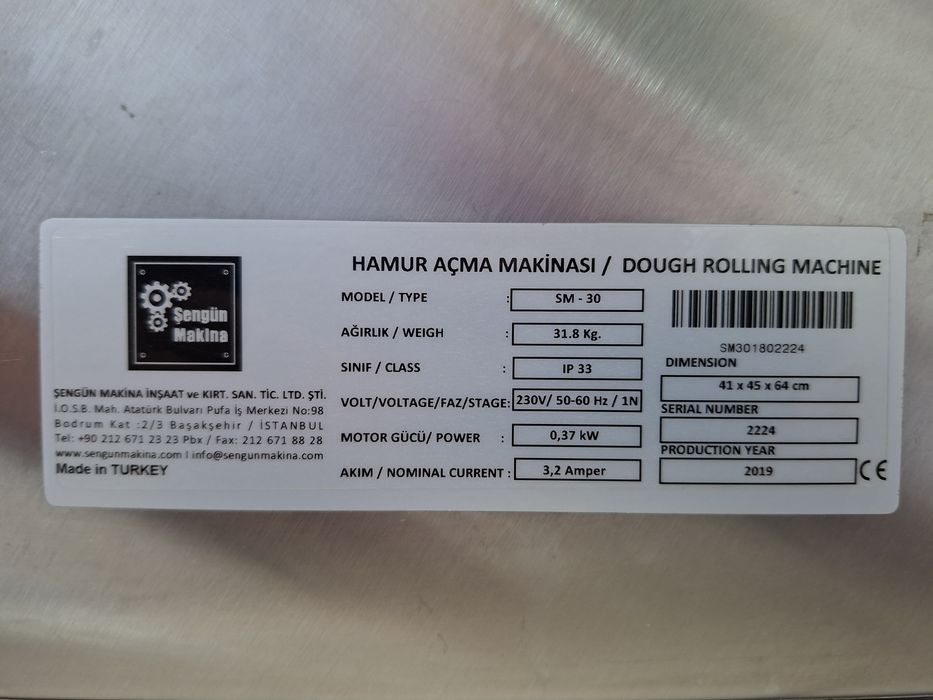 Şengün
Makina
ŞENGÜN MAKİNA İNŞAAT ve KIRT. SAN. TİC. LTD. ŞTİ.
İ.O.S.B. Mah. Atatürk Bulvarı Pufa İş Merkezi No:98
Bodrum Kat :2/3 Başakşehir / İSTANBUL
Tel: +90 212 671 23 23 Pbx / Fax: 212 671 88 28
www.sengunmakina.com I info@sengunmakina.com
Made in TURKEY
HAMUR AÇMA MAKİNASI / DOUGH ROLLING MACHINE
MODEL / TYPE : SM - 30
AĞIRLIK / WEIGH : 31.8 Kg.
SINIF / CLASS : IP 33
VOLT/VOLTAGE/FAZ/STAGE: 230V/ 50-60 Hz / 1N
MOTOR GÜCÜ/ POWER : 0,37 kW
AKIM / NOMINAL CURRENT : 3,2 Amper
SM301802224
DIMENSION
41 x 45 x 64 cm
SERIAL NUMBER
2224
PRODUCTION YEAR
2019 CE